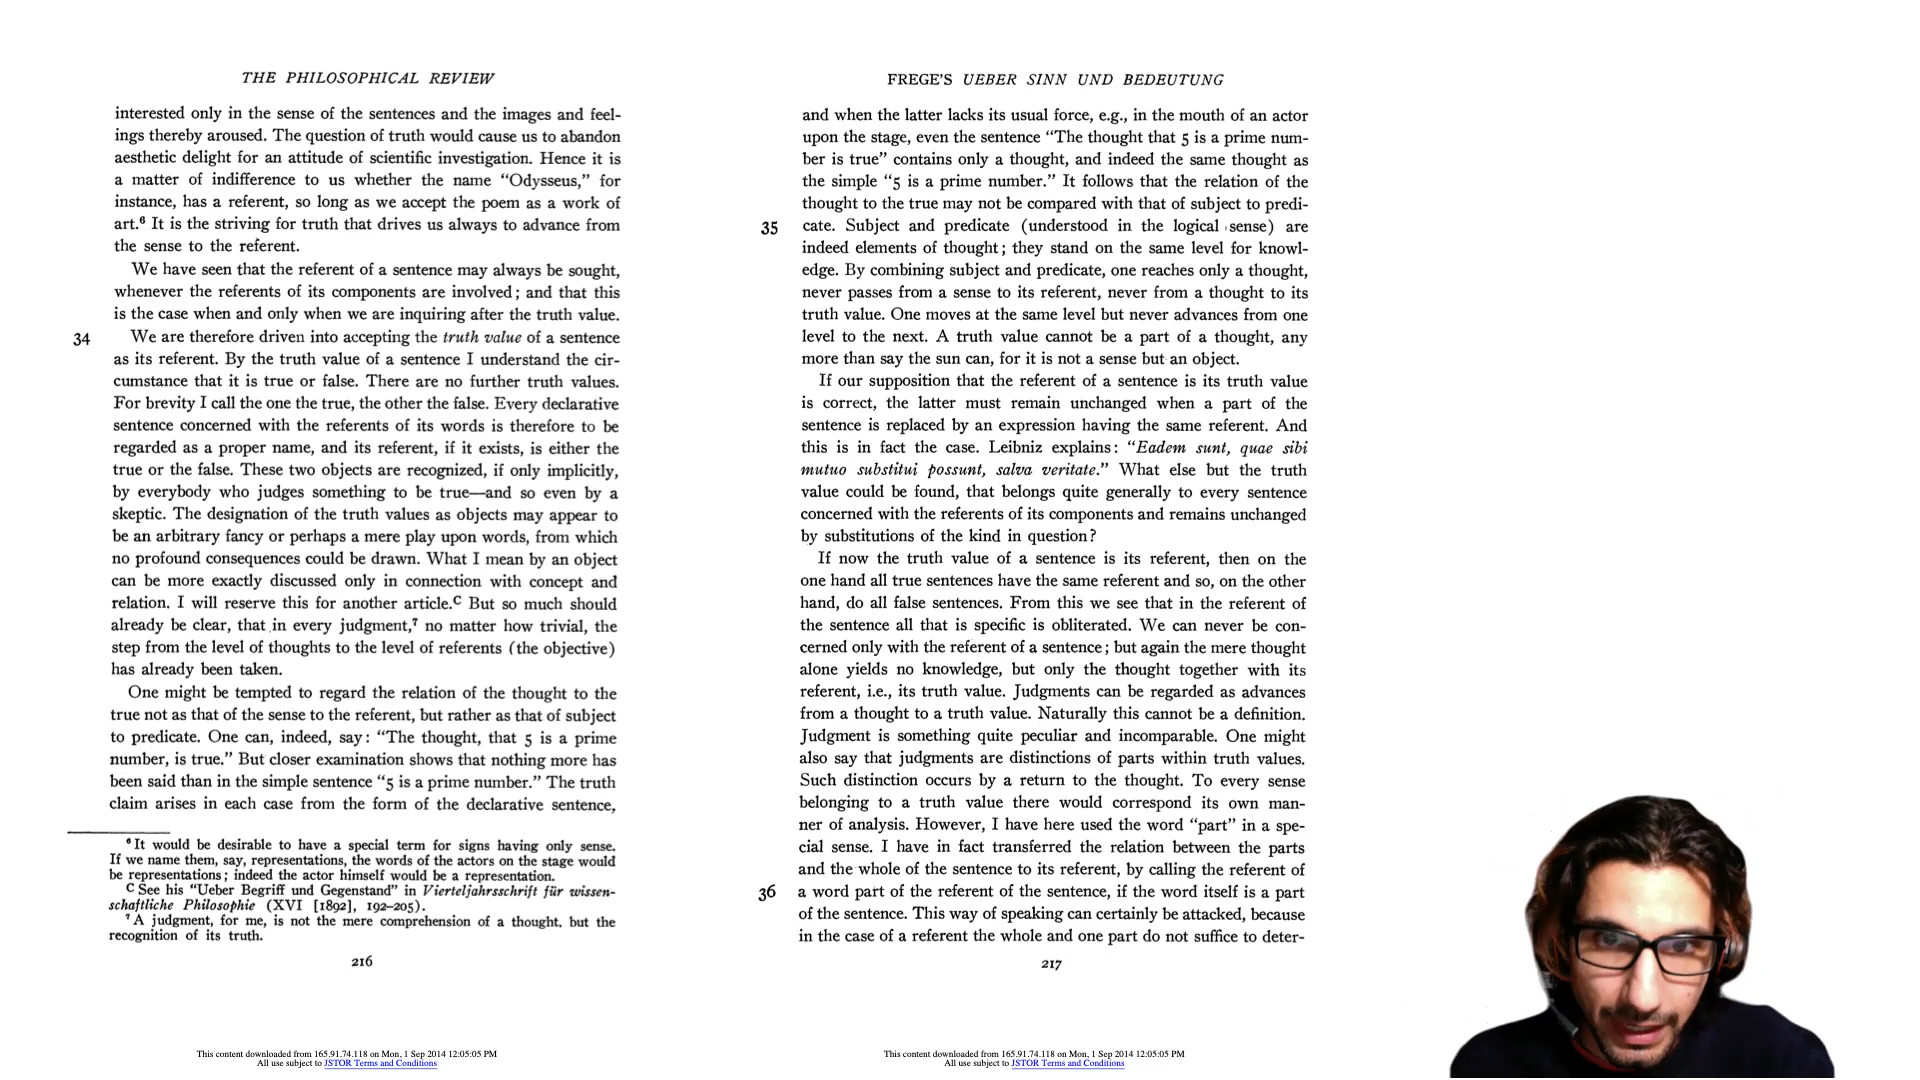 THE PHILOSOPHICAL REVIEW
interested only in the sense of the sentences and the images and feel-
ings thereby aroused. The question of truth would cause us to abandon
aesthetic delight for an attitude of scientific investigation. Hence it is
a matter of indifference to us whether the name “Odysseus,” for
instance, has a referent, so long as we accept the poem as a work of
art.⁶ It is the striving for truth that drives us always to advance from
the sense to the referent.
We have seen that the referent of a sentence may always be sought,
whenever the referents of its components are involved; and that this
is the case when and only when we are inquiring after the truth value.
34 We are therefore driven into accepting the truth value of a sentence
as its referent. By the truth value of a sentence I understand the cir-
cumstance that it is true or false. There are no further truth values.
For brevity I call the one the true, the other the false. Every declarative
sentence concerned with the referents of its words is therefore to be
regarded as a proper name, and its referent, if it exists, is either the
true or the false. These two objects are recognized, if only implicitly,
by everybody who judges something to be true—and so even by a
skeptic. The designation of the truth values as objects may appear to
be an arbitrary fancy or perhaps a mere play upon words, from which
no profound consequences could be drawn. What I mean by an object
can be more exactly discussed only in connection with concept and
relation. I will reserve this for another article.ᶜ But so much should
already be clear, that in every judgment,⁷ no matter how trivial, the
step from the level of thoughts to the level of referents (the objective)
has already been taken.
One might be tempted to regard the relation of the thought to the
true not as that of the sense to the referent, but rather as that of subject
to predicate. One can, indeed, say: “The thought, that 5 is a prime
number, is true.” But closer examination shows that nothing more has
been said than in the simple sentence “5 is a prime number.” The truth
claim arises in each case from the form of the declarative sentence,
⁶ It would be desirable to have a special term for signs having only sense.
If we name them, say, representations, the words of the actors on the stage would
be representations; indeed the actor himself would be a representation.
ᶜ See his “Ueber Begriff und Gegenstand” in Vierteljahrsschrift für wissen-
schaftliche Philosophie (XVI [1892], 192–205).
⁷ A judgment, for me, is not the mere comprehension of a thought, but the
recognition of its truth.
216
This content downloaded from 165.91.74.118 on Mon, 1 Sep 2014 12:05:05 PM
All use subject to JSTOR Terms and Conditions
FREGE'S UEBER SINN UND BEDEUTUNG
and when the latter lacks its usual force, e.g., in the mouth of an actor
upon the stage, even the sentence “The thought that 5 is a prime num-
ber is true” contains only a thought, and indeed the same thought as
the simple “5 is a prime number.” It follows that the relation of the
thought to the true may not be compared with that of subject to predi-
35 cate. Subject and predicate (understood in the logical sense) are
indeed elements of thought; they stand on the same level for knowl-
edge. By combining subject and predicate, one reaches only a thought,
never passes from a sense to its referent, never from a thought to its
truth value. One moves at the same level but never advances from one
level to the next. A truth value cannot be a part of a thought, any
more than say the sun can, for it is not a sense but an object.
If our supposition that the referent of a sentence is its truth value
is correct, the latter must remain unchanged when a part of the
sentence is replaced by an expression having the same referent. And
this is in fact the case. Leibniz explains: “Eadem sunt, quae sibi
mutuo substitui possunt, salva veritate.” What else but the truth
value could be found, that belongs quite generally to every sentence
concerned with the referents of its components and remains unchanged
by substitutions of the kind in question?
If now the truth value of a sentence is its referent, then on the
one hand all true sentences have the same referent and so, on the other
hand, do all false sentences. From this we see that in the referent of
the sentence all that is specific is obliterated. We can never be con-
cerned only with the referent of a sentence; but again the mere thought
alone yields no knowledge, but only the thought together with its
referent, i.e., its truth value. Judgments can be regarded as advances
from a thought to a truth value. Naturally this cannot be a definition.
Judgment is something quite peculiar and incomparable. One might
also say that judgments are distinctions of parts within truth values.
Such distinction occurs by a return to the thought. To every sense
belonging to a truth value there would correspond its own man-
ner of analysis. However, I have here used the word “part” in a spe-
cial sense. I have in fact transferred the relation between the parts
and the whole of the sentence to its referent, by calling the referent of
36 a word part of the referent of the sentence, if the word itself is a part
of the sentence. This way of speaking can certainly be attacked, because
in the case of a referent the whole and one part do not suffice to deter-
217
This content downloaded from 165.91.74.118 on Mon, 1 Sep 2014 12:05:05 PM
All use subject to JSTOR Terms and Conditions